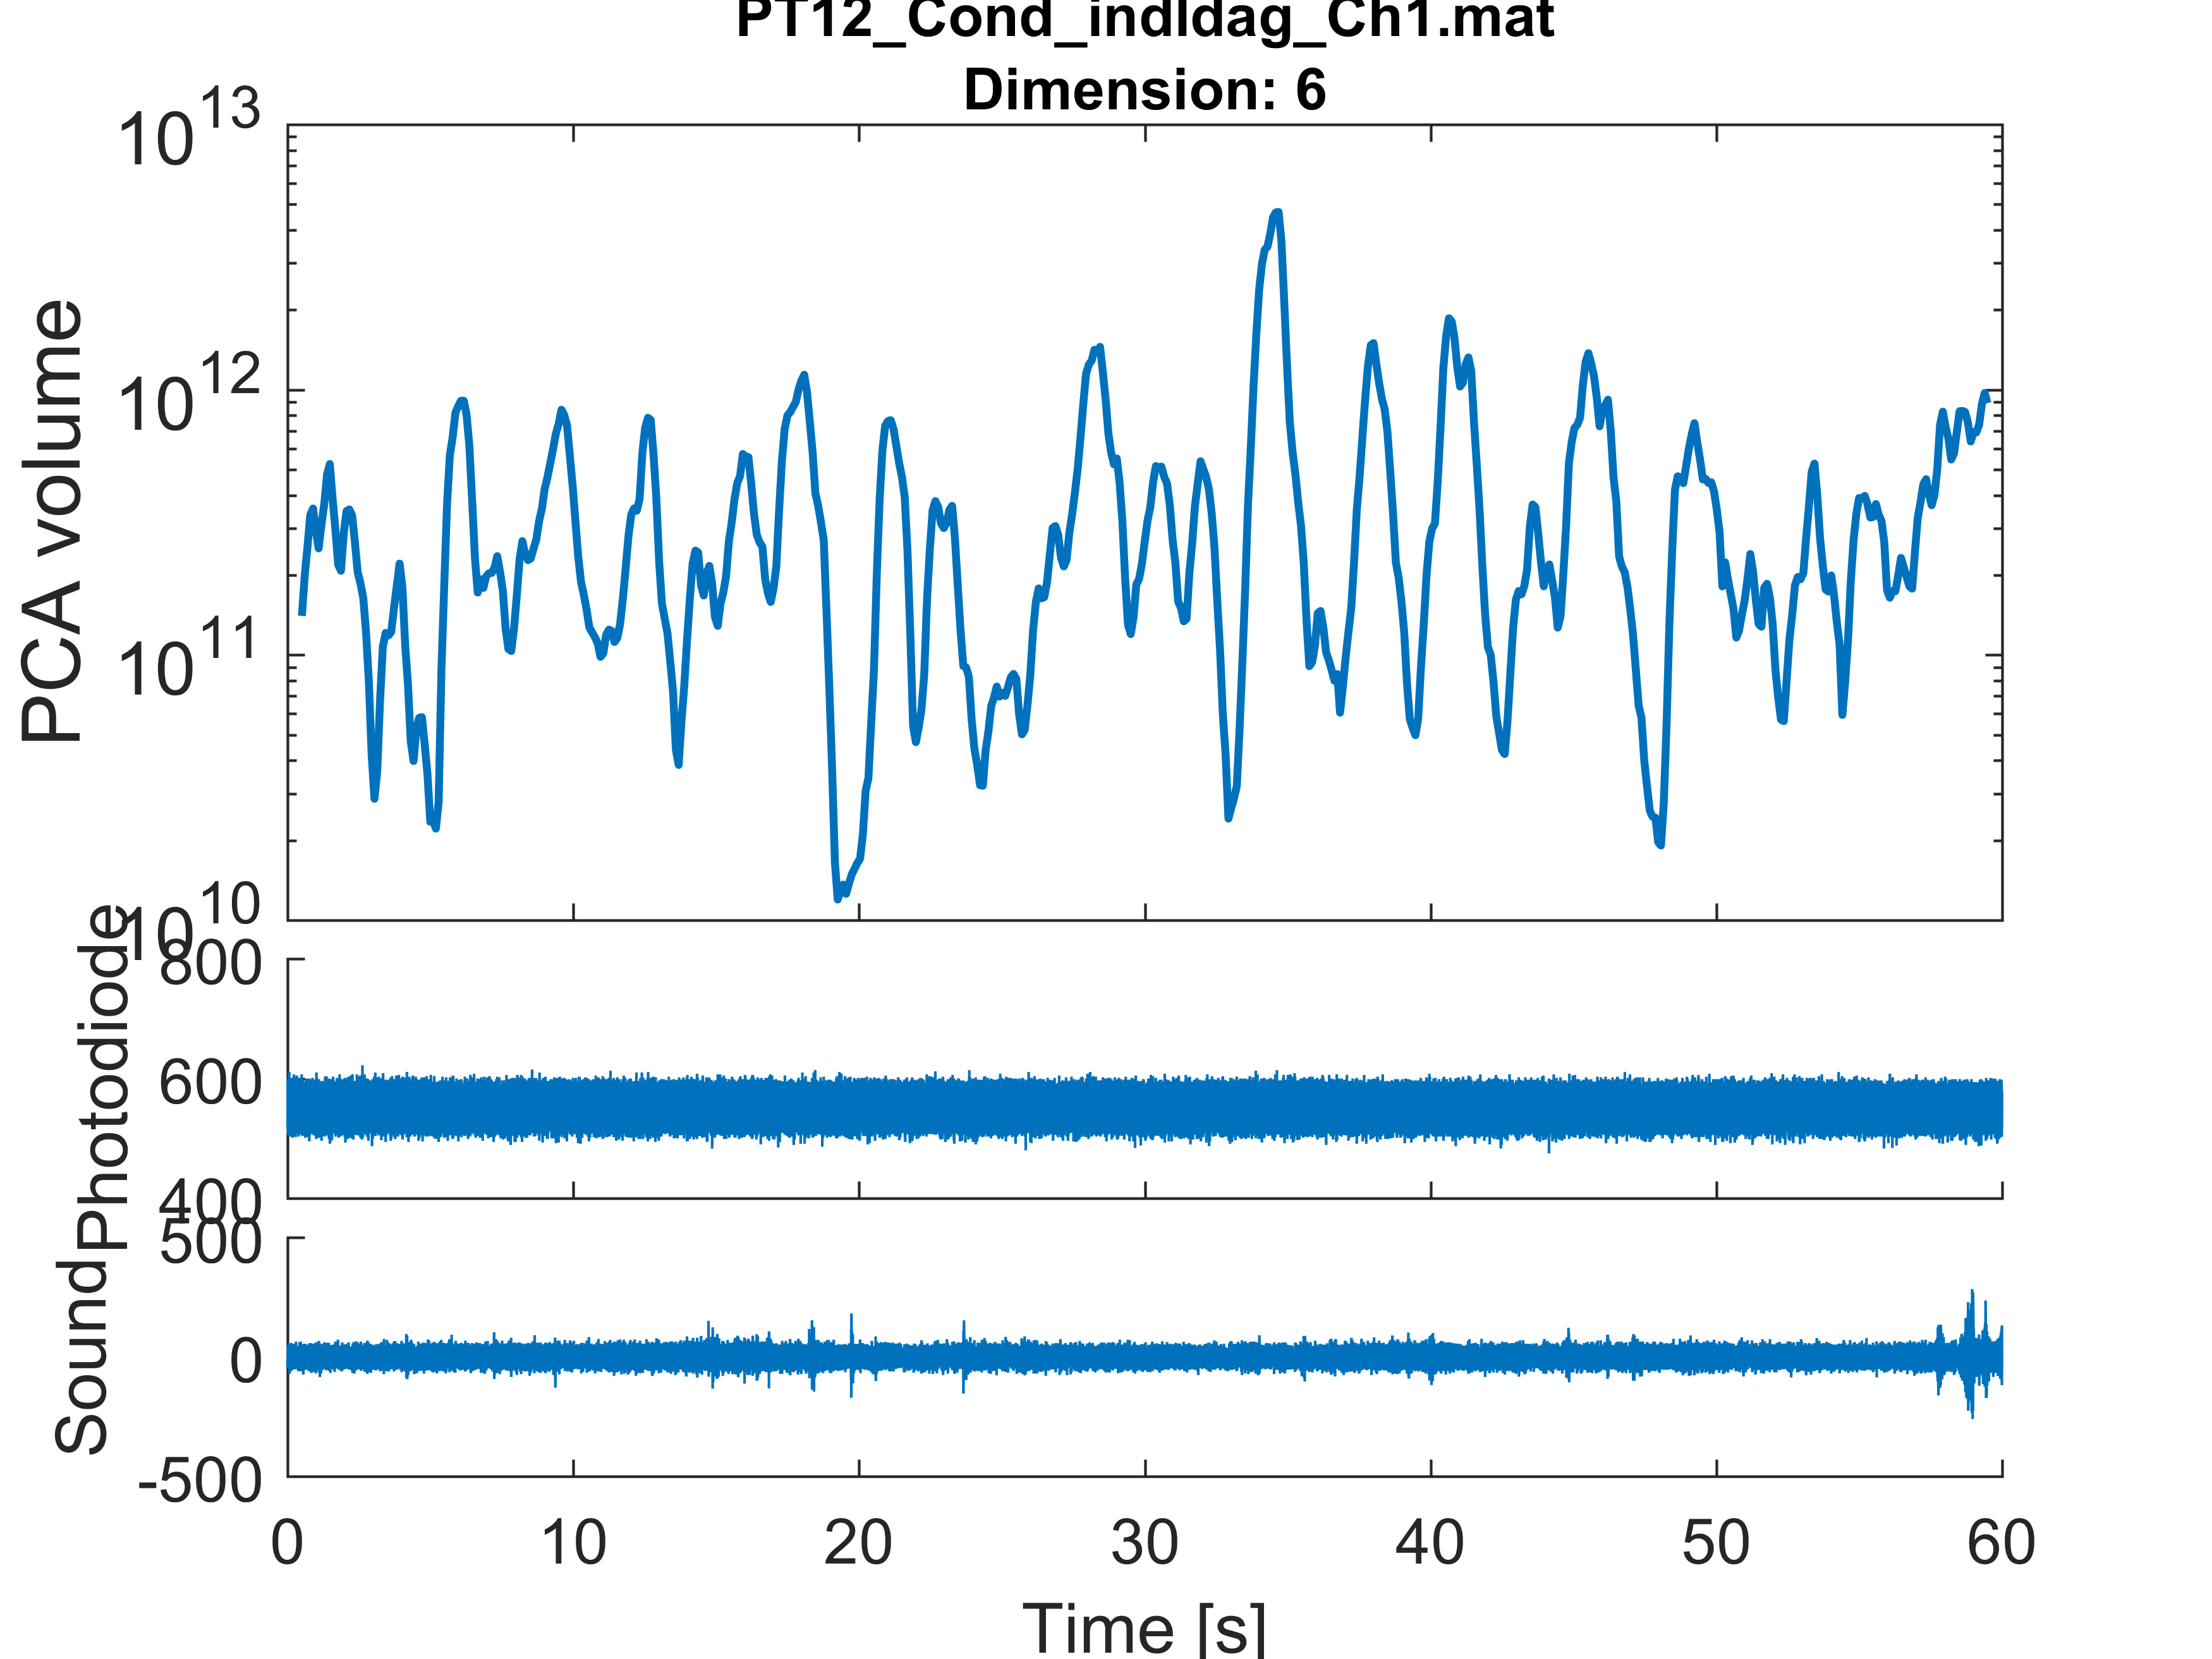 PT12_Cond_indIdag_Ch1.mat
Dimension: 6
10^13
10^12
10^11
10^10
PCA volume
800
600
400
Photodiode
500
0
-500
Sound
0 10 20 30 40 50 60
Time [s]